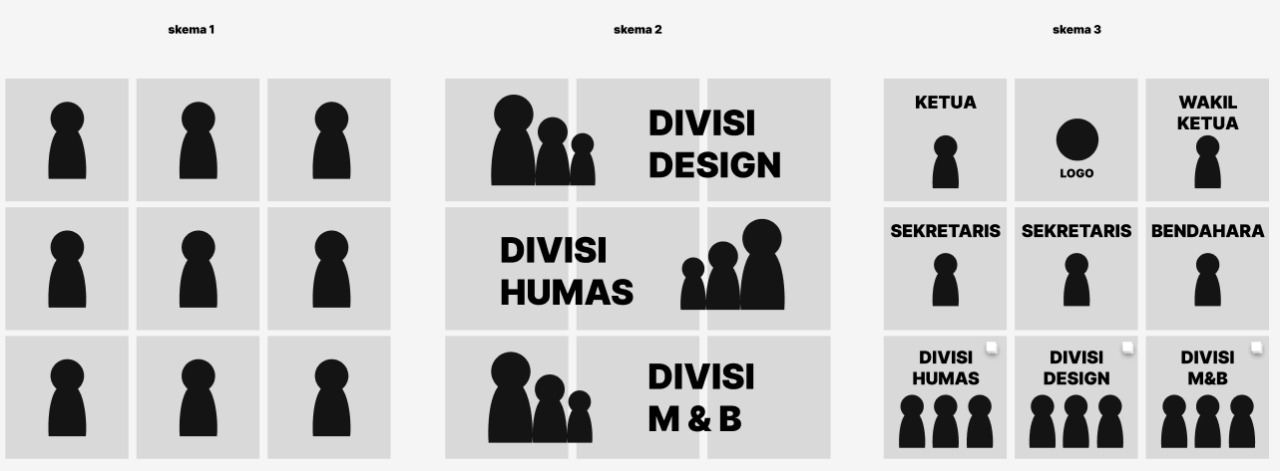 skema 1
skema 2
skema 3
DIVISI
DESIGN
DIVISI
HUMAS
DIVISI
M & B
KETUA
LOGO
WAKIL
KETUA
SEKRETARIS
SEKRETARIS
BENDAHARA
DIVISI
HUMAS
DIVISI
DESIGN
DIVISI
M&B